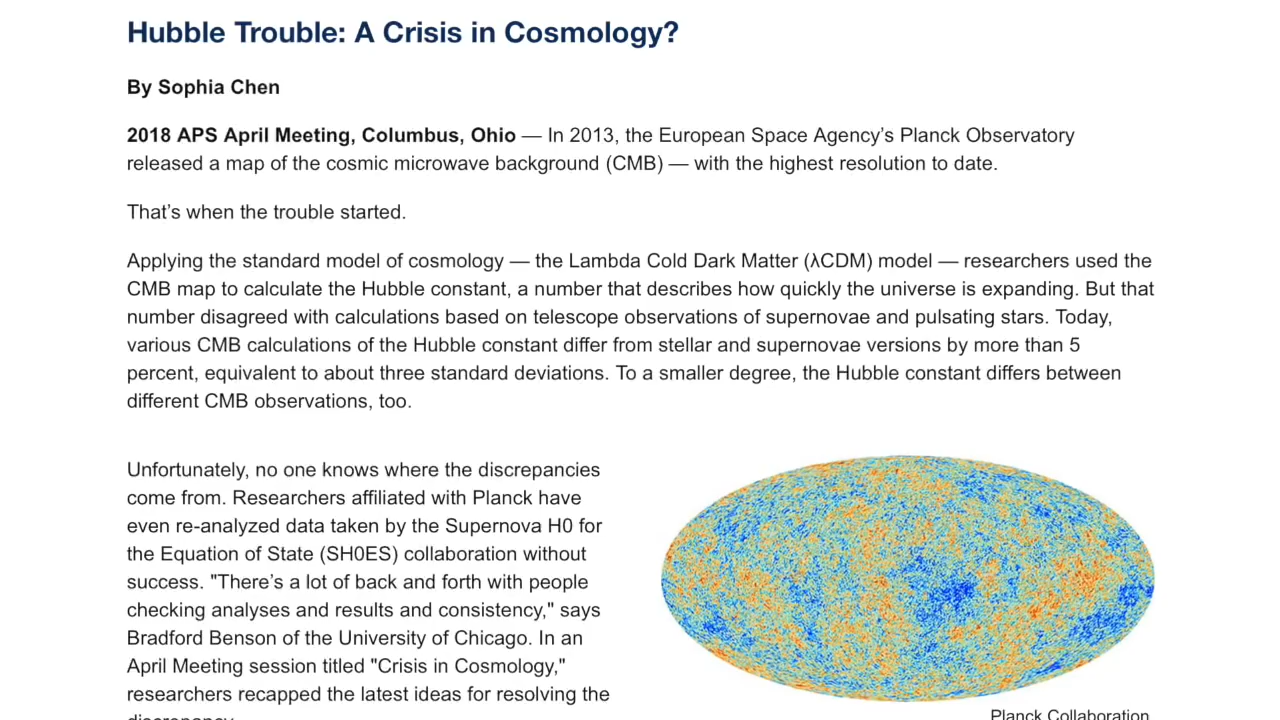 Hubble Trouble: A Crisis in Cosmology?
By Sophia Chen
2018 APS April Meeting, Columbus, Ohio — In 2013, the European Space Agency’s Planck Observatory
released a map of the cosmic microwave background (CMB) — with the highest resolution to date.
That’s when the trouble started.
Applying the standard model of cosmology — the Lambda Cold Dark Matter (λCDM) model — researchers used the
CMB map to calculate the Hubble constant, a number that describes how quickly the universe is expanding. But that
number disagreed with calculations based on telescope observations of supernovae and pulsating stars. Today,
various CMB calculations of the Hubble constant differ from stellar and supernovae versions by more than 5
percent, equivalent to about three standard deviations. To a smaller degree, the Hubble constant differs between
different CMB observations, too.
Unfortunately, no one knows where the discrepancies
come from. Researchers affiliated with Planck have
even re-analyzed data taken by the Supernova H0 for
the Equation of State (SH0ES) collaboration without
success. "There’s a lot of back and forth with people
checking analyses and results and consistency," says
Bradford Benson of the University of Chicago. In an
April Meeting session titled "Crisis in Cosmology,"
researchers recapped the latest ideas for resolving the
discrepancy.
Planck Collaboration